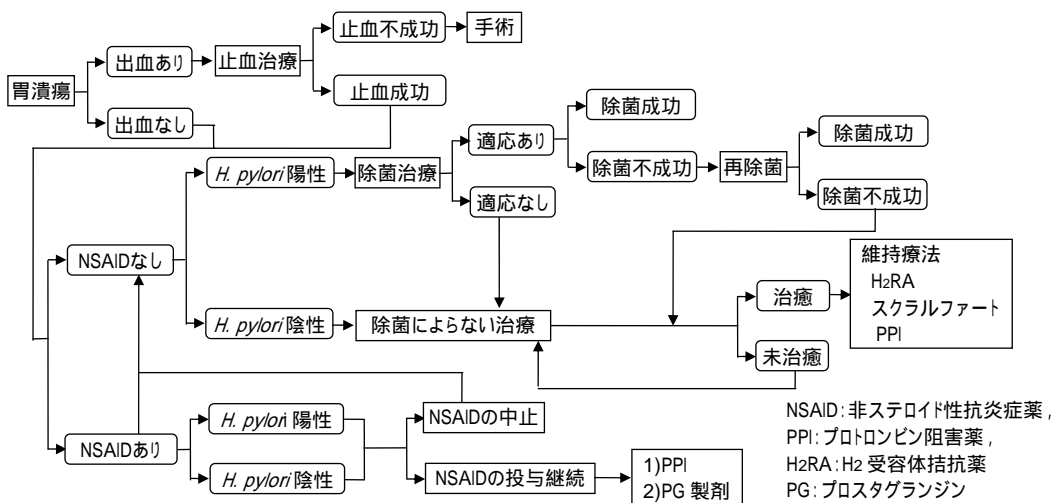 止血不成功
手術
出血あり
止血治療
胃潰瘍
止血成功
出血なし
除菌成功
適応あり
除菌成功
H. pylori 陽性
除菌治療
除菌不成功
再除菌
適応なし
除菌不成功
NSAIDなし
維持療法
H2RA
スクラルファート
PPI
治癒
H. pylori 陰性
除菌によらない治療
未治癒
H. pylori 陽性
NSAIDの中止
NSAIDあり
H. pylori 陰性
NSAIDの投与継続
1)PPI
2)PG 製剤
NSAID:非ステロイド性抗炎症薬,
PPI:プロトロンビン阻害薬,
H2RA:H2 受容体拮抗薬
PG:プロスタグランジン